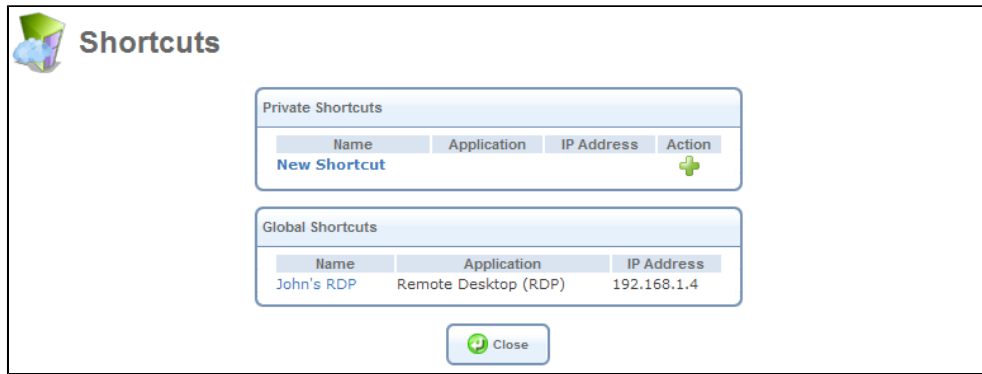 Shortcuts
Private Shortcuts
Name Application IP Address Action
New Shortcut
Global Shortcuts
Name Application IP Address
John's RDP Remote Desktop (RDP) 192.168.1.4
Close